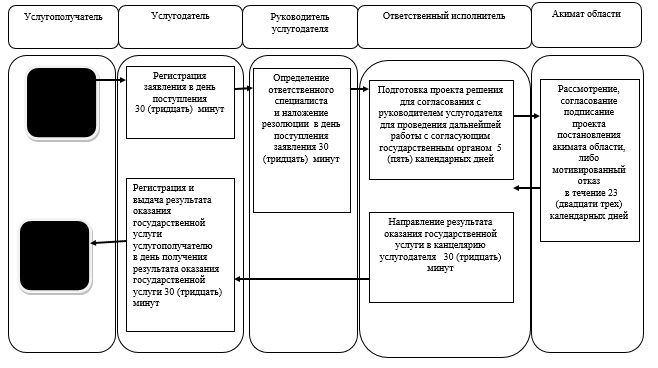 Услугополучатель
Услугодатель
Руководитель
услугодателя
Ответственный исполнитель
Акимат области
Регистрация
заявления в день
поступления
30 (тридцать) минут
Определение
ответственного
специалиста
и наложение
резолюции в день
поступления
заявления 30
(тридцать) минут
Подготовка проекта решения
для согласования с
руководителем услугодателя
для проведения дальнейшей
работы с согласующим
государственным органом 5
(пять) календарных дней
Рассмотрение,
согласование
подписание
проекта
постановления
акимата области,
либо
мотивированный
отказ
в течение 23
(двадцати трех)
календарных дней
Направление результата
оказания государственной
услуги в канцелярию
услугодателя 30 (тридцать)
минут
Регистрация и
выдача результата
оказания
государственной
услуги
услугополучателю
в день получения
результата оказания
государственной
услуги 30 (тридцать)
минут